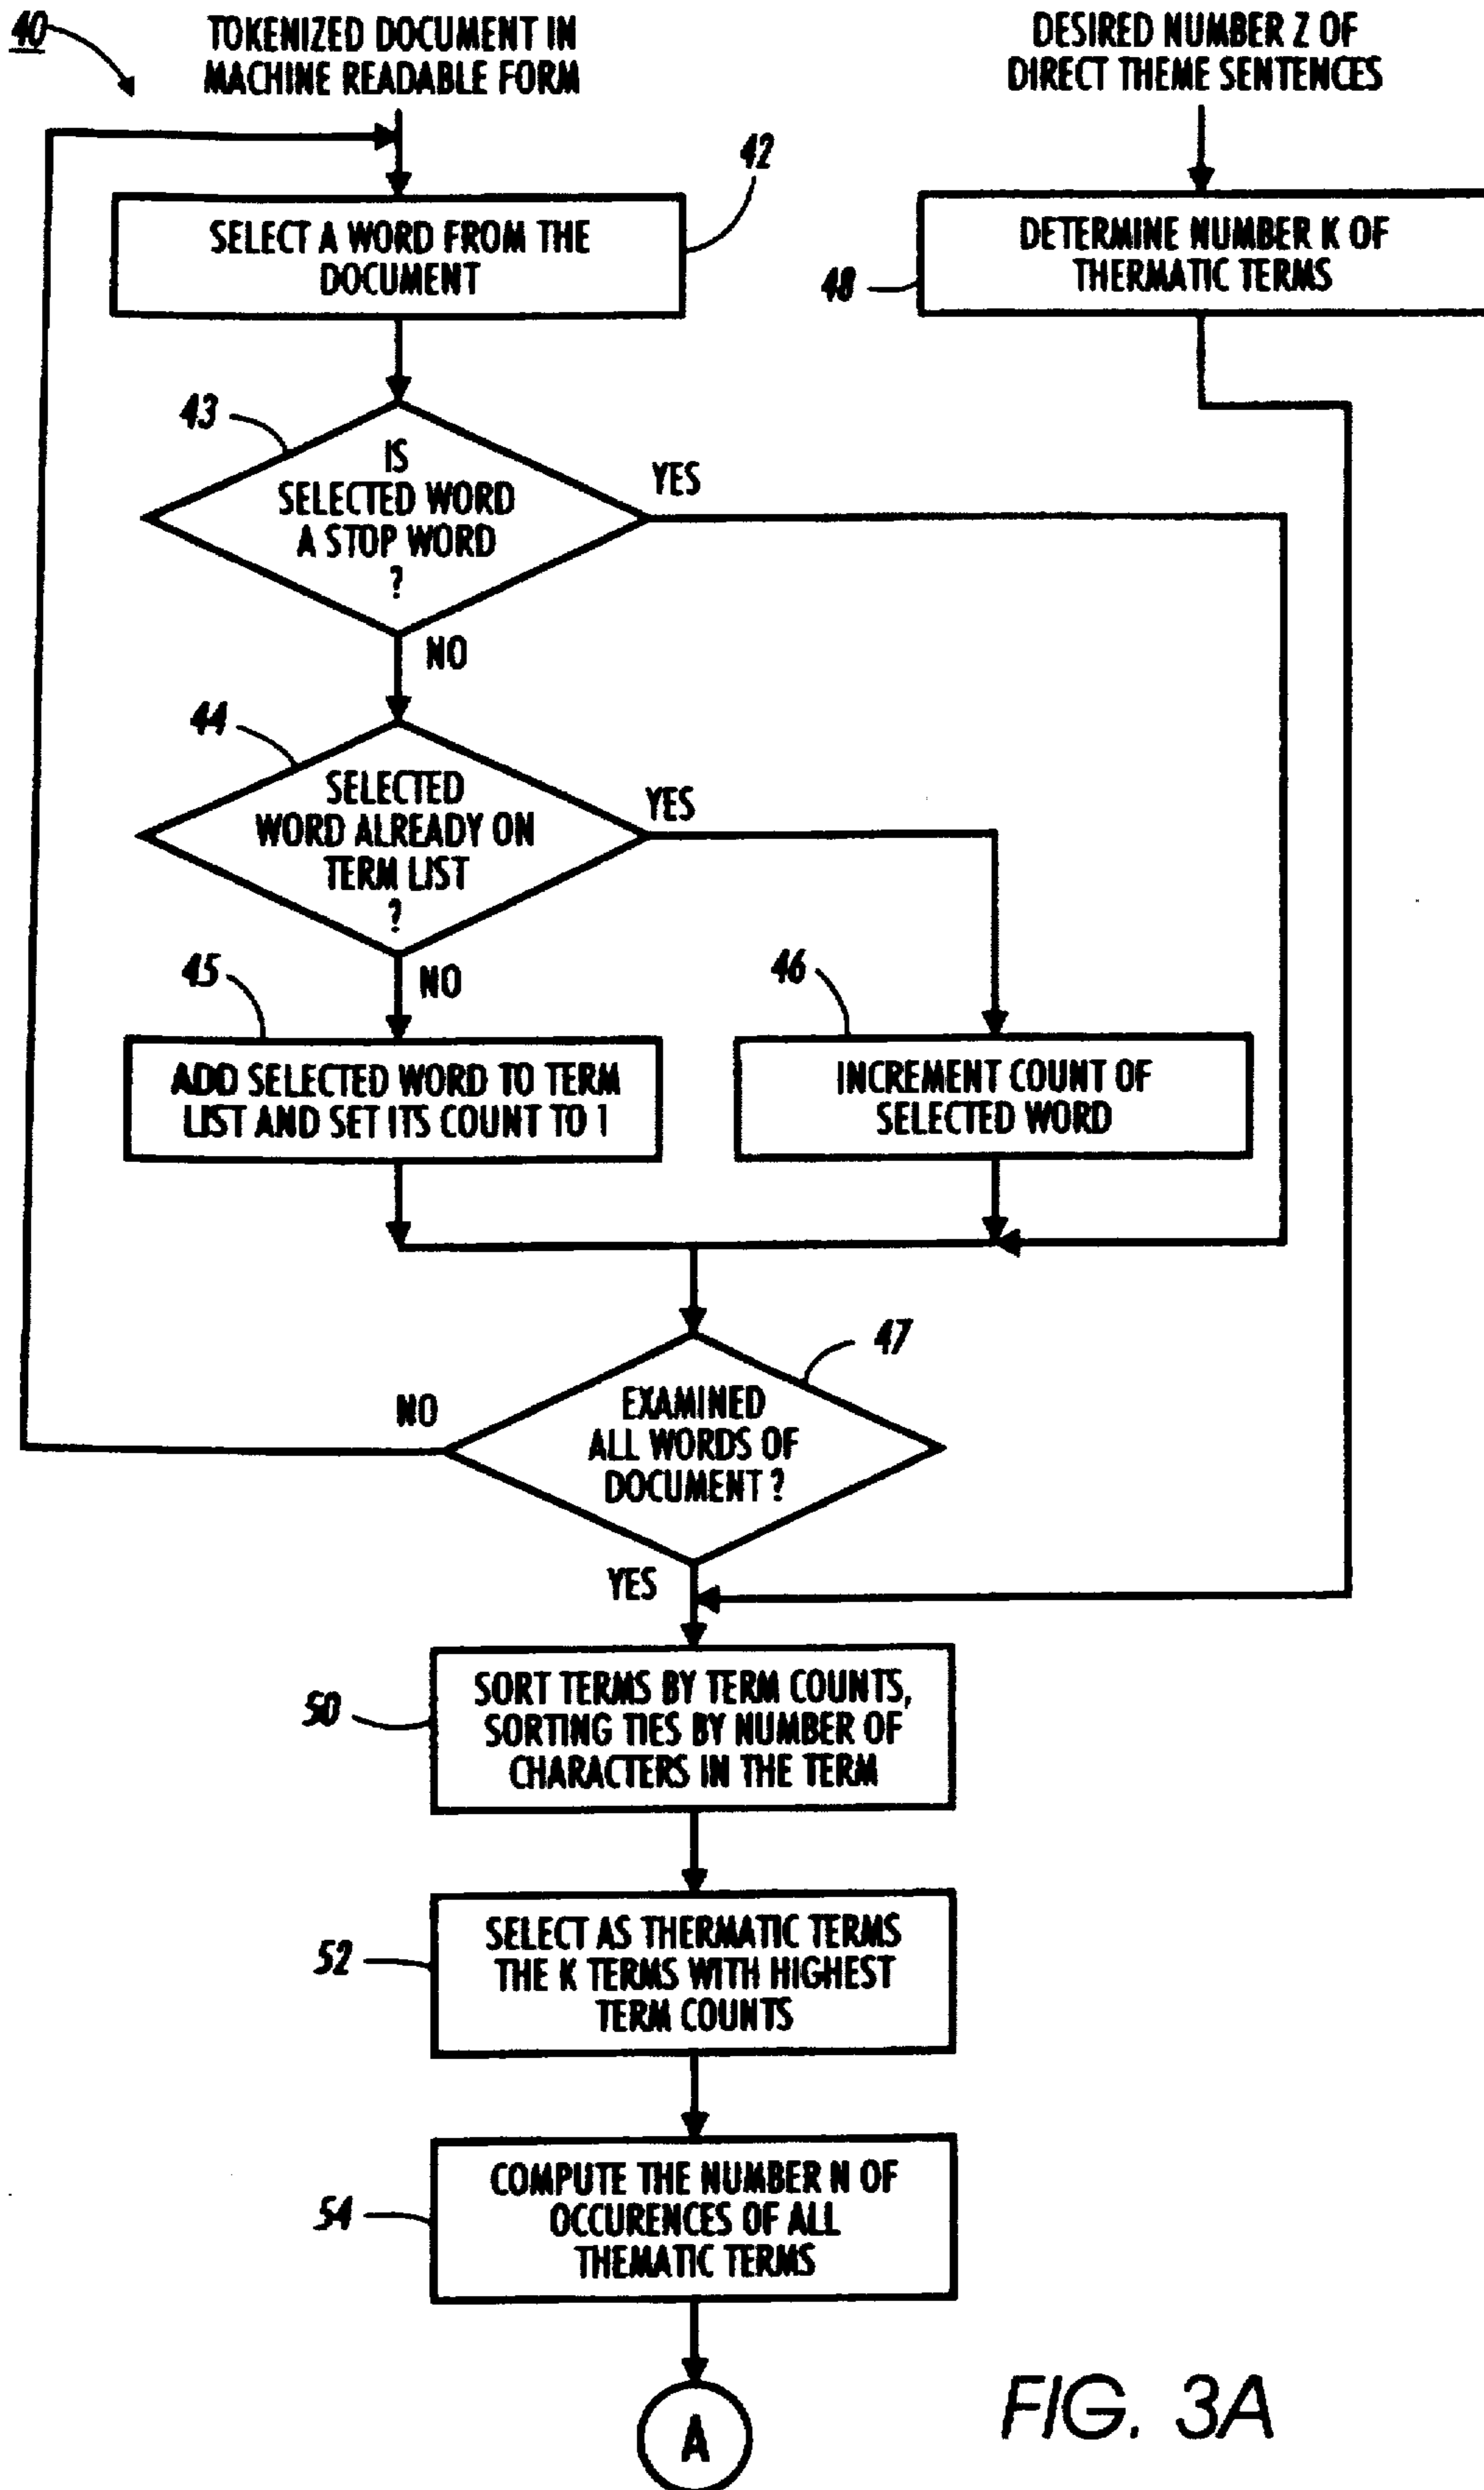 40
TOKENIZED DOCUMENT IN
MACHINE READABLE FORM
DESIRED NUMBER Z OF
DIRECT THEME SENTENCES
42
SELECT A WORD FROM THE
DOCUMENT
48
DETERMINE NUMBER K OF
THERMATIC TERMS
43
IS
SELECTED WORD
A STOP WORD
?
YES
NO
44
SELECTED
WORD ALREADY ON
TERM LIST
?
YES
NO
45
ADD SELECTED WORD TO TERM
LIST AND SET ITS COUNT TO 1
46
INCREMENT COUNT OF
SELECTED WORD
47
EXAMINED
ALL WORDS OF
DOCUMENT ?
NO
YES
50
SORT TERMS BY TERM COUNTS,
SORTING TIES BY NUMBER OF
CHARACTERS IN THE TERM
52
SELECT AS THERMATIC TERMS
THE K TERMS WITH HIGHEST
TERM COUNTS
54
COMPUTE THE NUMBER N OF
OCCURENCES OF ALL
THEMATIC TERMS
A
FIG. 3A